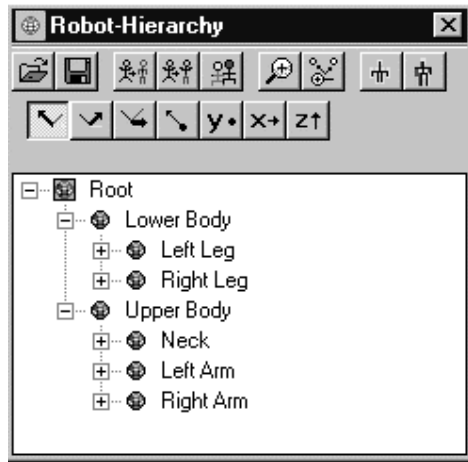 Robot-Hierarchy
y• x→ z↑
Root
Lower Body
Left Leg
Right Leg
Upper Body
Neck
Left Arm
Right Arm